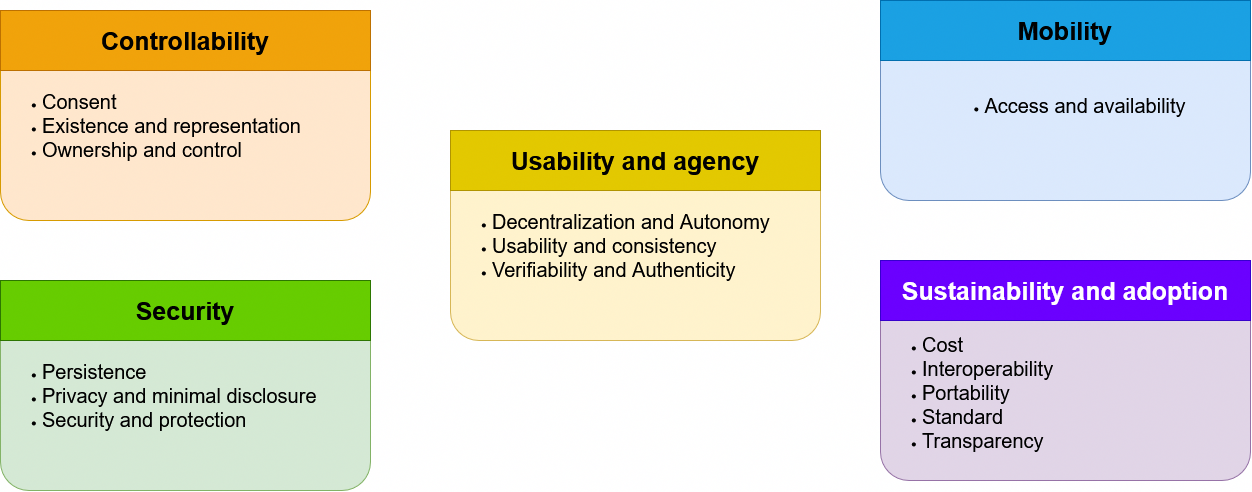 Controllability
• Consent
• Existence and representation
• Ownership and control
Security
• Persistence
• Privacy and minimal disclosure
• Security and protection
Usability and agency
• Decentralization and Autonomy
• Usability and consistency
• Verifiability and Authenticity
Mobility
• Access and availability
Sustainability and adoption
• Cost
• Interoperability
• Portability
• Standard
• Transparency